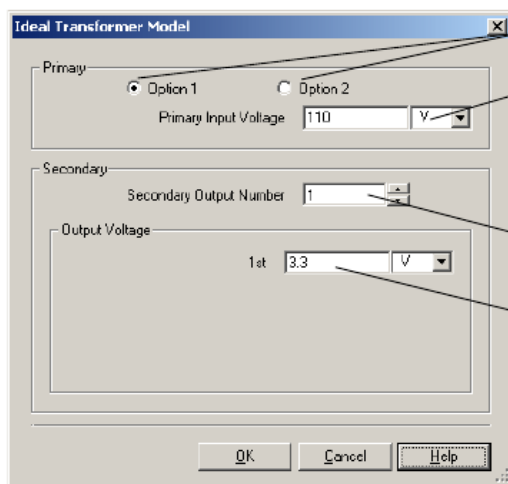 Ideal Transformer Model
Primary
Option 1 Option 2
Primary Input Voltage 110 V
Secondary
Secondary Output Number 1
Output Voltage
1st 3.3 V
OK Cancel Help